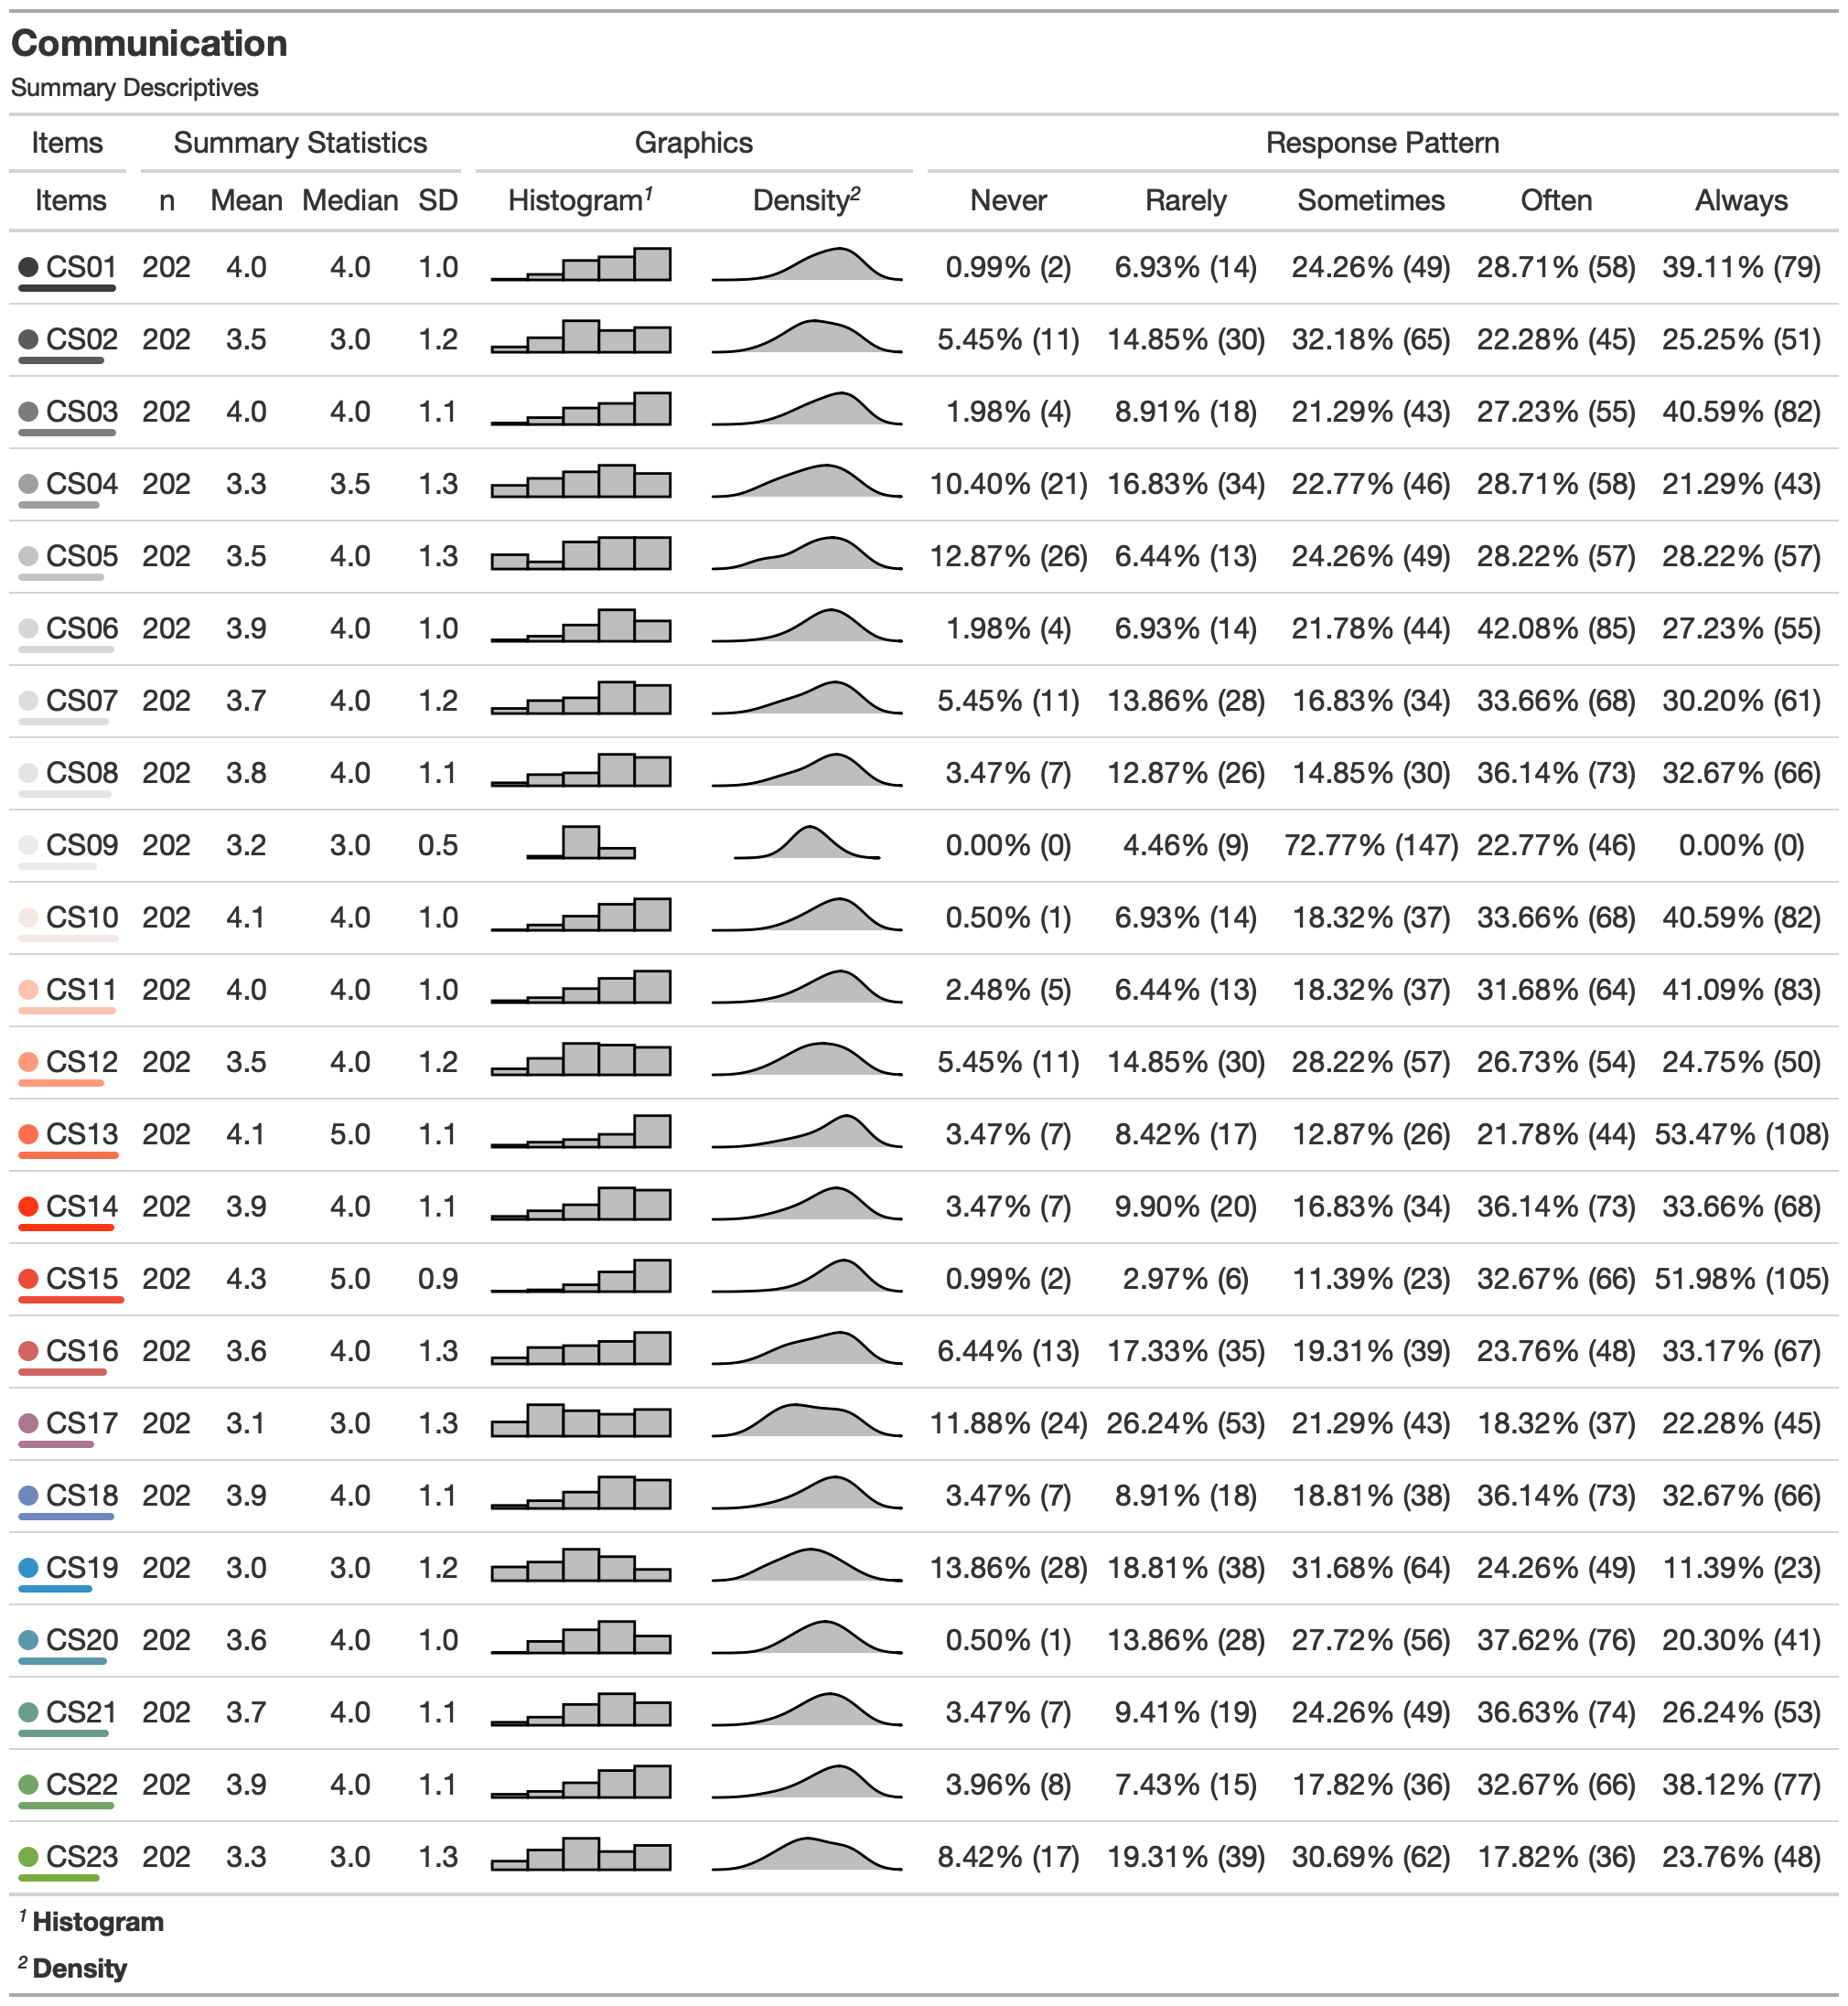 Communication
Summary Descriptives
Items Summary Statistics Graphics Response Pattern
Items n Mean Median SD Histogram1 Density2 Never Rarely Sometimes Often Always
CS01 202 4.0 4.0 1.0 0.99% (2) 6.93% (14) 24.26% (49) 28.71% (58) 39.11% (79)
CS02 202 3.5 3.0 1.2 5.45% (11) 14.85% (30) 32.18% (65) 22.28% (45) 25.25% (51)
CS03 202 4.0 4.0 1.1 1.98% (4) 8.91% (18) 21.29% (43) 27.23% (55) 40.59% (82)
CS04 202 3.3 3.5 1.3 10.40% (21) 16.83% (34) 22.77% (46) 28.71% (58) 21.29% (43)
CS05 202 3.5 4.0 1.3 12.87% (26) 6.44% (13) 24.26% (49) 28.22% (57) 28.22% (57)
CS06 202 3.9 4.0 1.0 1.98% (4) 6.93% (14) 21.78% (44) 42.08% (85) 27.23% (55)
CS07 202 3.7 4.0 1.2 5.45% (11) 13.86% (28) 16.83% (34) 33.66% (68) 30.20% (61)
CS08 202 3.8 4.0 1.1 3.47% (7) 12.87% (26) 14.85% (30) 36.14% (73) 32.67% (66)
CS09 202 3.2 3.0 0.5 0.00% (0) 4.46% (9) 72.77% (147) 22.77% (46) 0.00% (0)
CS10 202 4.1 4.0 1.0 0.50% (1) 6.93% (14) 18.32% (37) 33.66% (68) 40.59% (82)
CS11 202 4.0 4.0 1.0 2.48% (5) 6.44% (13) 18.32% (37) 31.68% (64) 41.09% (83)
CS12 202 3.5 4.0 1.2 5.45% (11) 14.85% (30) 28.22% (57) 26.73% (54) 24.75% (50)
CS13 202 4.1 5.0 1.1 3.47% (7) 8.42% (17) 12.87% (26) 21.78% (44) 53.47% (108)
CS14 202 3.9 4.0 1.1 3.47% (7) 9.90% (20) 16.83% (34) 36.14% (73) 33.66% (68)
CS15 202 4.3 5.0 0.9 0.99% (2) 2.97% (6) 11.39% (23) 32.67% (66) 51.98% (105)
CS16 202 3.6 4.0 1.3 6.44% (13) 17.33% (35) 19.31% (39) 23.76% (48) 33.17% (67)
CS17 202 3.1 3.0 1.3 11.88% (24) 26.24% (53) 21.29% (43) 18.32% (37) 22.28% (45)
CS18 202 3.9 4.0 1.1 3.47% (7) 8.91% (18) 18.81% (38) 36.14% (73) 32.67% (66)
CS19 202 3.0 3.0 1.2 13.86% (28) 18.81% (38) 31.68% (64) 24.26% (49) 11.39% (23)
CS20 202 3.6 4.0 1.0 0.50% (1) 13.86% (28) 27.72% (56) 37.62% (76) 20.30% (41)
CS21 202 3.7 4.0 1.1 3.47% (7) 9.41% (19) 24.26% (49) 36.63% (74) 26.24% (53)
CS22 202 3.9 4.0 1.1 3.96% (8) 7.43% (15) 17.82% (36) 32.67% (66) 38.12% (77)
CS23 202 3.3 3.0 1.3 8.42% (17) 19.31% (39) 30.69% (62) 17.82% (36) 23.76% (48)
1 Histogram
2 Density